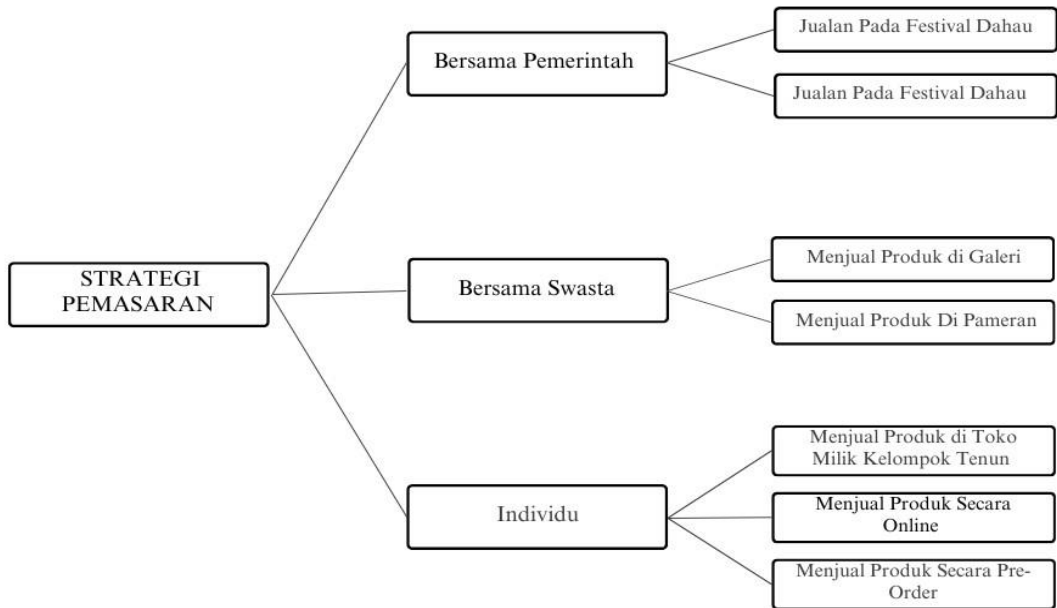 STRATEGI
PEMASARAN
Bersama Pemerintah
Jualan Pada Festival Dahau
Jualan Pada Festival Dahau
Bersama Swasta
Menjual Produk di Galeri
Menjual Produk Di Pameran
Individu
Menjual Produk di Toko
Milik Kelompok Tenun
Menjual Produk Secara
Online
Menjual Produk Secara Pre-
Order